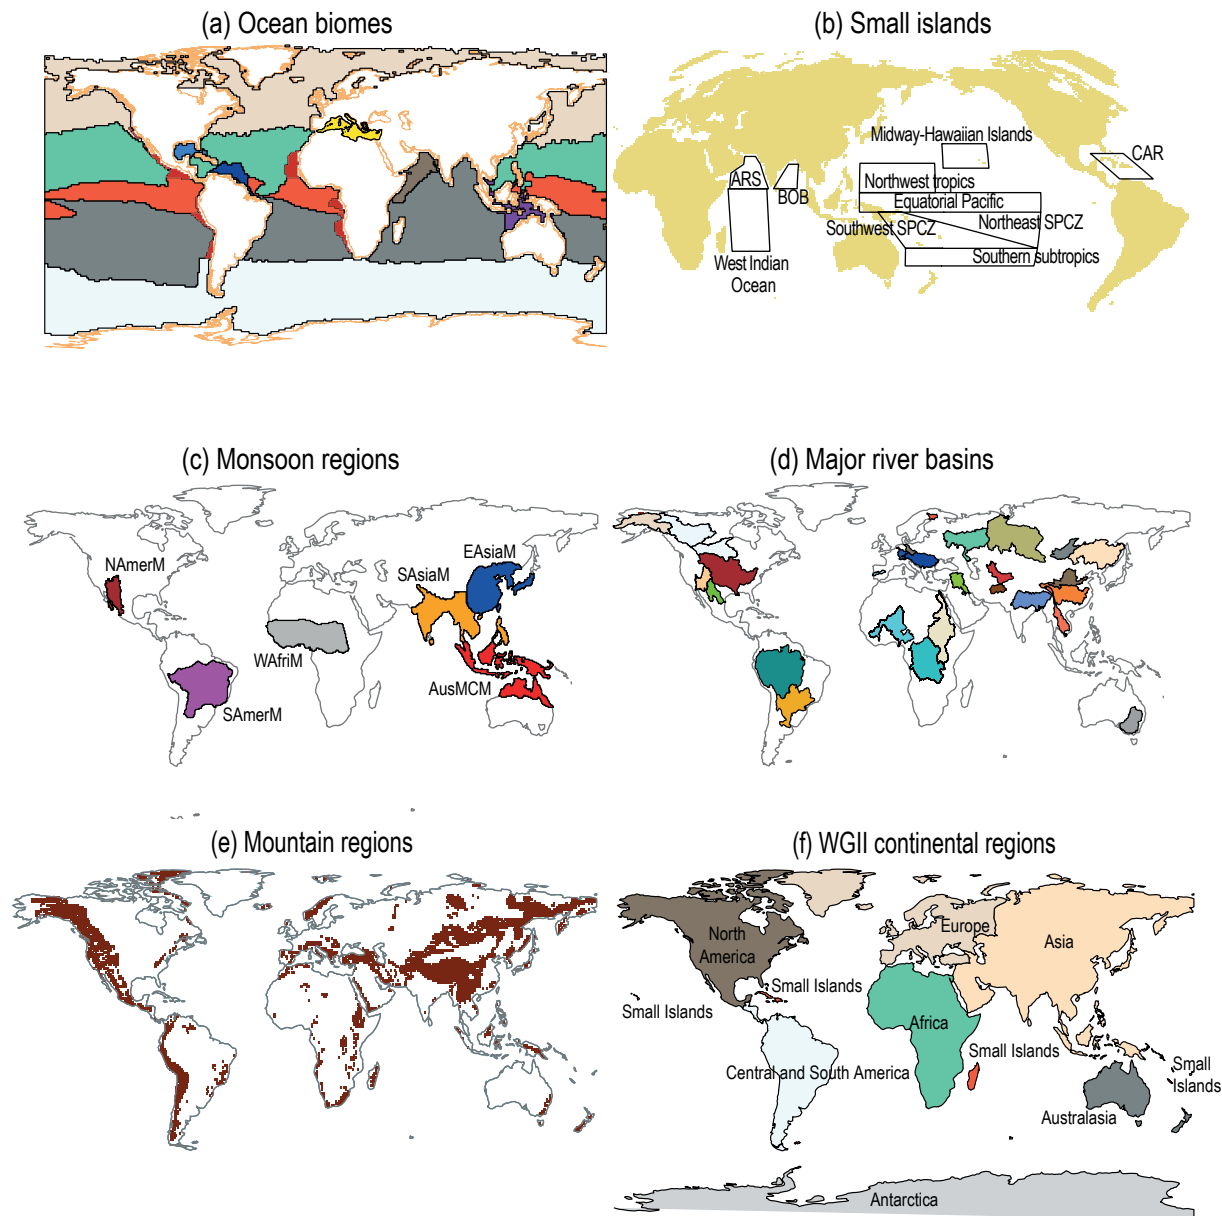 (a) Ocean biomes
(b) Small islands
Midway-Hawaiian Islands
CAR
ARS
BOB
Northwest tropics
Equatorial Pacific
Southwest SPCZ
Northeast SPCZ
West Indian
Ocean
Southern subtropics
(c) Monsoon regions
(d) Major river basins
NAmerM
EAsiaM
SAsiaM
WAfriM
AusMCM
SAmerM
(e) Mountain regions
(f) WGII continental regions
North
America
Europe
Asia
Small Islands
Small Islands
Africa
Small Islands
Central and South America
Small
Islands
Australasia
Antarctica